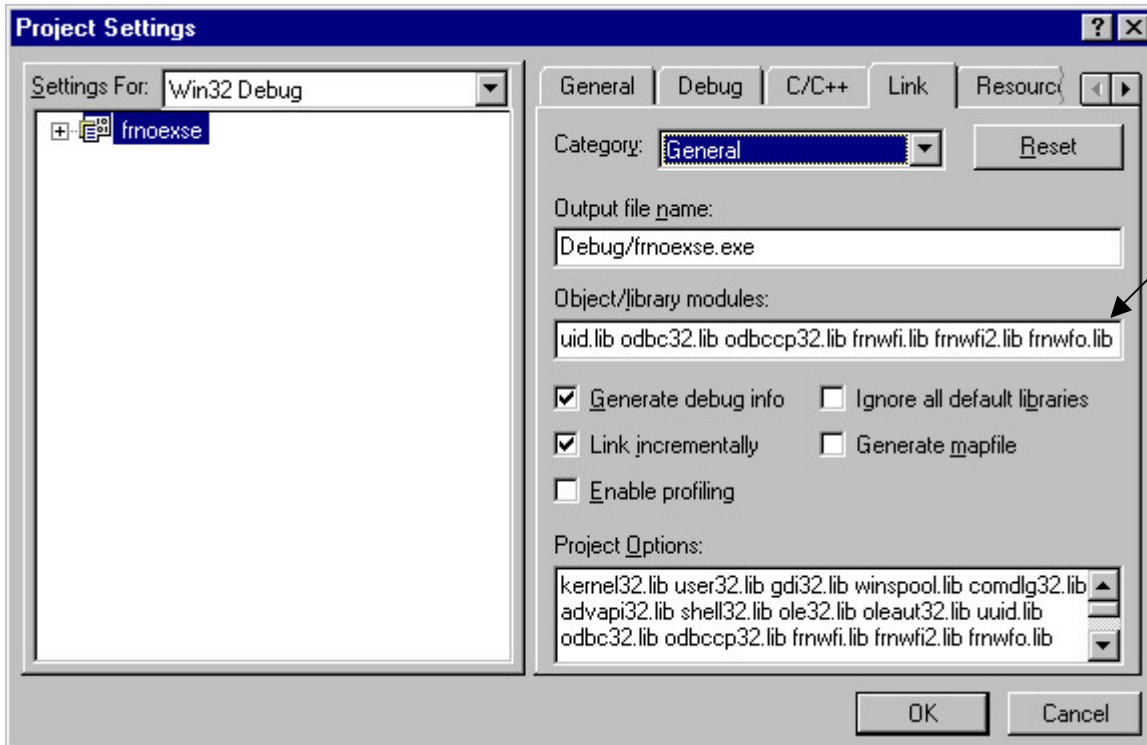 Project Settings
Settings For: Win32 Debug
frnoexse
General Debug C/C++ Link Resourc
Category: General Reset
Output file name:
Debug/frnoexse.exe
Object/library modules:
uid.lib odbc32.lib odbccp32.lib frnwfi.lib frnwfi2.lib frnwfo.lib
Generate debug info Ignore all default libraries
Link incrementally Generate mapfile
Enable profiling
Project Options:
kernel32.lib user32.lib gdi32.lib winspool.lib comdlg32.lib
advapi32.lib shell32.lib ole32.lib oleaut32.lib uuid.lib
odbc32.lib odbccp32.lib frnwfi.lib frnwfi2.lib frnwfo.lib
OK Cancel